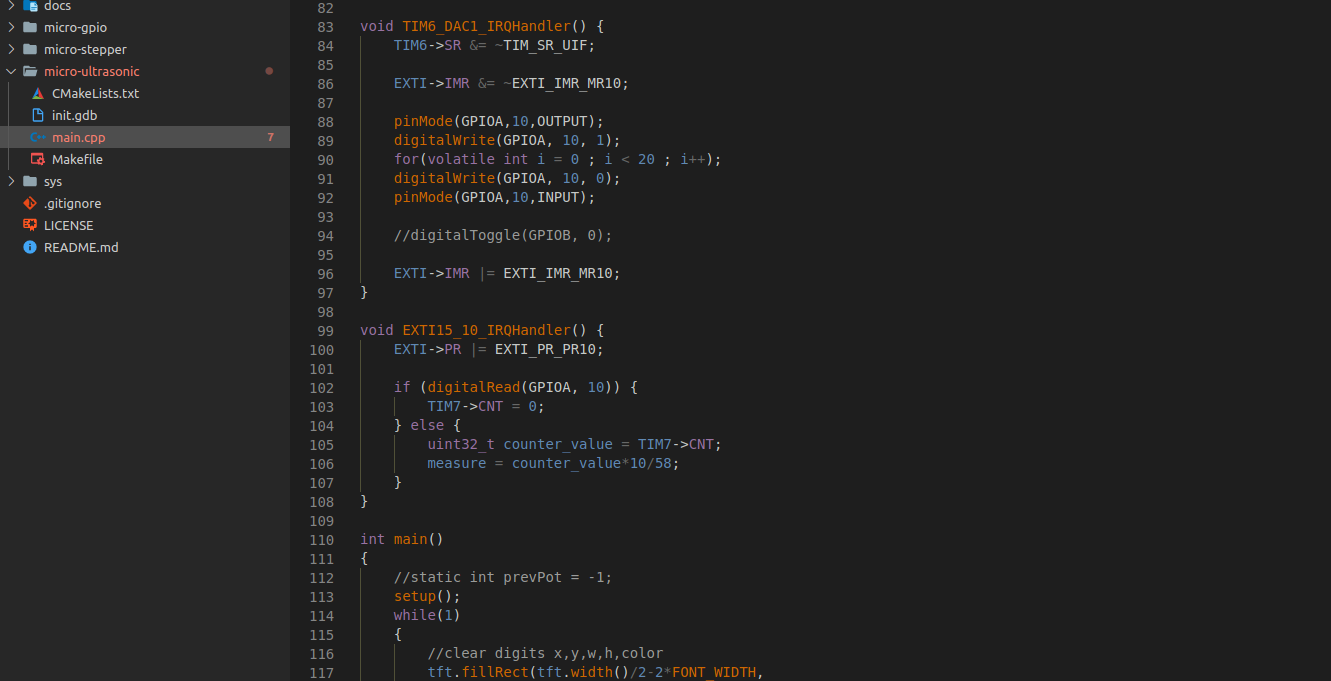 docs
micro-gpio
micro-stepper
micro-ultrasonic
CMakeLists.txt
init.gdb
main.cpp 7
Makefile
sys
.gitignore
LICENSE
README.md
82
83 void TIM6_DAC1_IRQHandler() {
84 TIM6->SR &= ~TIM_SR_UIF;
85
86 EXTI->IMR &= ~EXTI_IMR_MR10;
87
88 pinMode(GPIOA,10,OUTPUT);
89 digitalWrite(GPIOA, 10, 1);
90 for(volatile int i = 0 ; i < 20 ; i++);
91 digitalWrite(GPIOA, 10, 0);
92 pinMode(GPIOA,10,INPUT);
93
94 //digitalToggle(GPIOB, 0);
95
96 EXTI->IMR |= EXTI_IMR_MR10;
97 }
98
99 void EXTI15_10_IRQHandler() {
100 EXTI->PR |= EXTI_PR_PR10;
101
102 if (digitalRead(GPIOA, 10)) {
103 TIM7->CNT = 0;
104 } else {
105 uint32_t counter_value = TIM7->CNT;
106 measure = counter_value*10/58;
107 }
108 }
109
110 int main()
111 {
112 //static int prevPot = -1;
113 setup();
114 while(1)
115 {
116 //clear digits x,y,w,h,color
117 tft.fillRect(tft.width()/2-2*FONT_WIDTH,